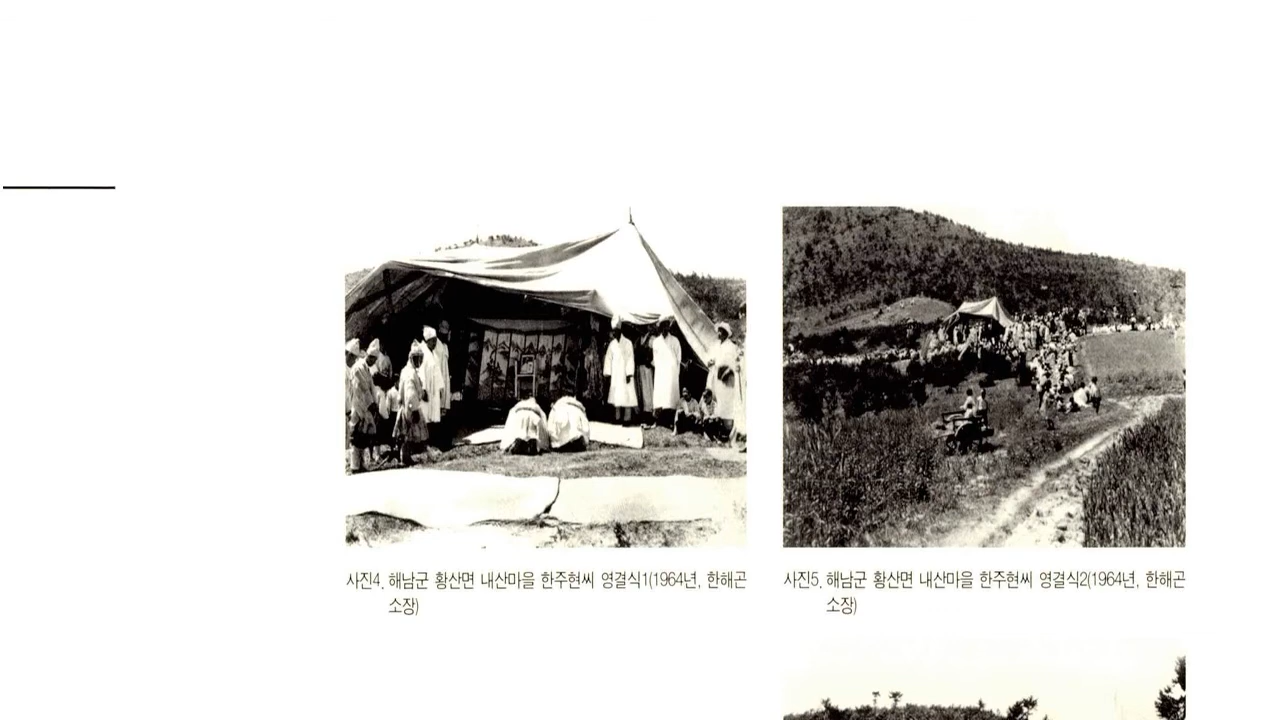 사진4. 해남군 황산면 내산마을 한주현씨 영결식1(1964년, 한해곤
소장)
사진5. 해남군 황산면 내산마을 한주현씨 영결식2(1964년, 한해곤
소장)